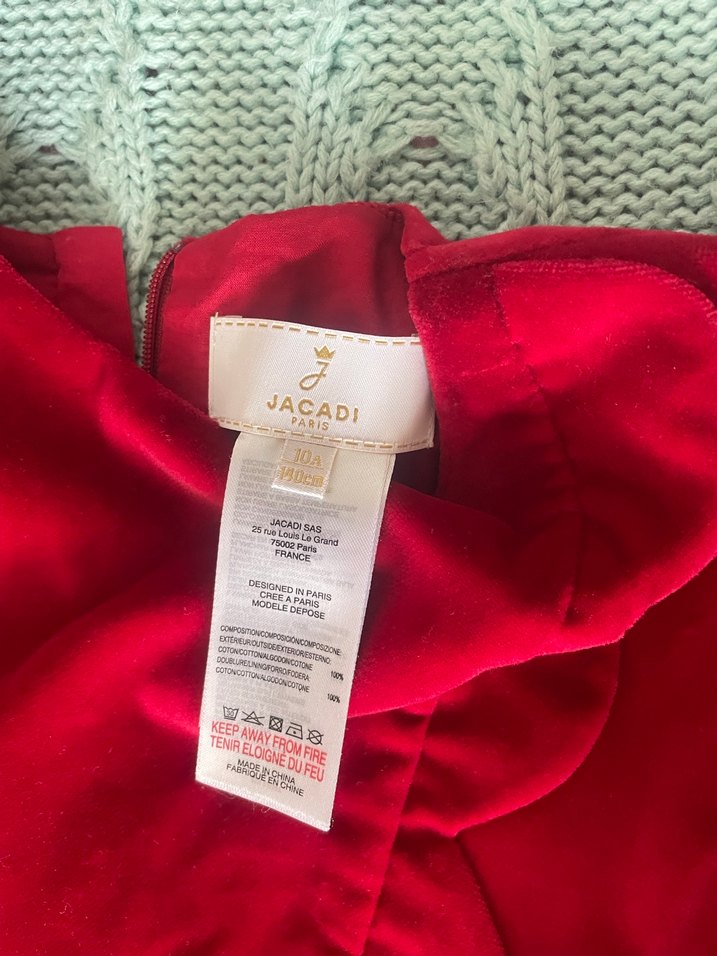 JACADI
PARIS
10A
140cm
JACADI SAS
25 rue Louis Le Grand
75002 Paris
FRANCE
DESIGNED IN PARIS
CREE A PARIS
MODELE DEPOSE
COMPOSITION/COMPOSICIÓN/COMPOSIZIONE:
EXTÉRIEUR/OUTSIDE/EXTERIOR/ESTERNO:
COTON/COTTON/ALGODON/COTONE 100%
DOUBLURE/LINING/FORRO/FODERA:
COTON/COTTON/ALGODON/COTONE 100%
KEEP AWAY FROM FIRE
TENIR ELOIGNE DU FEU
MADE IN CHINA
FABRIQUE EN CHINE